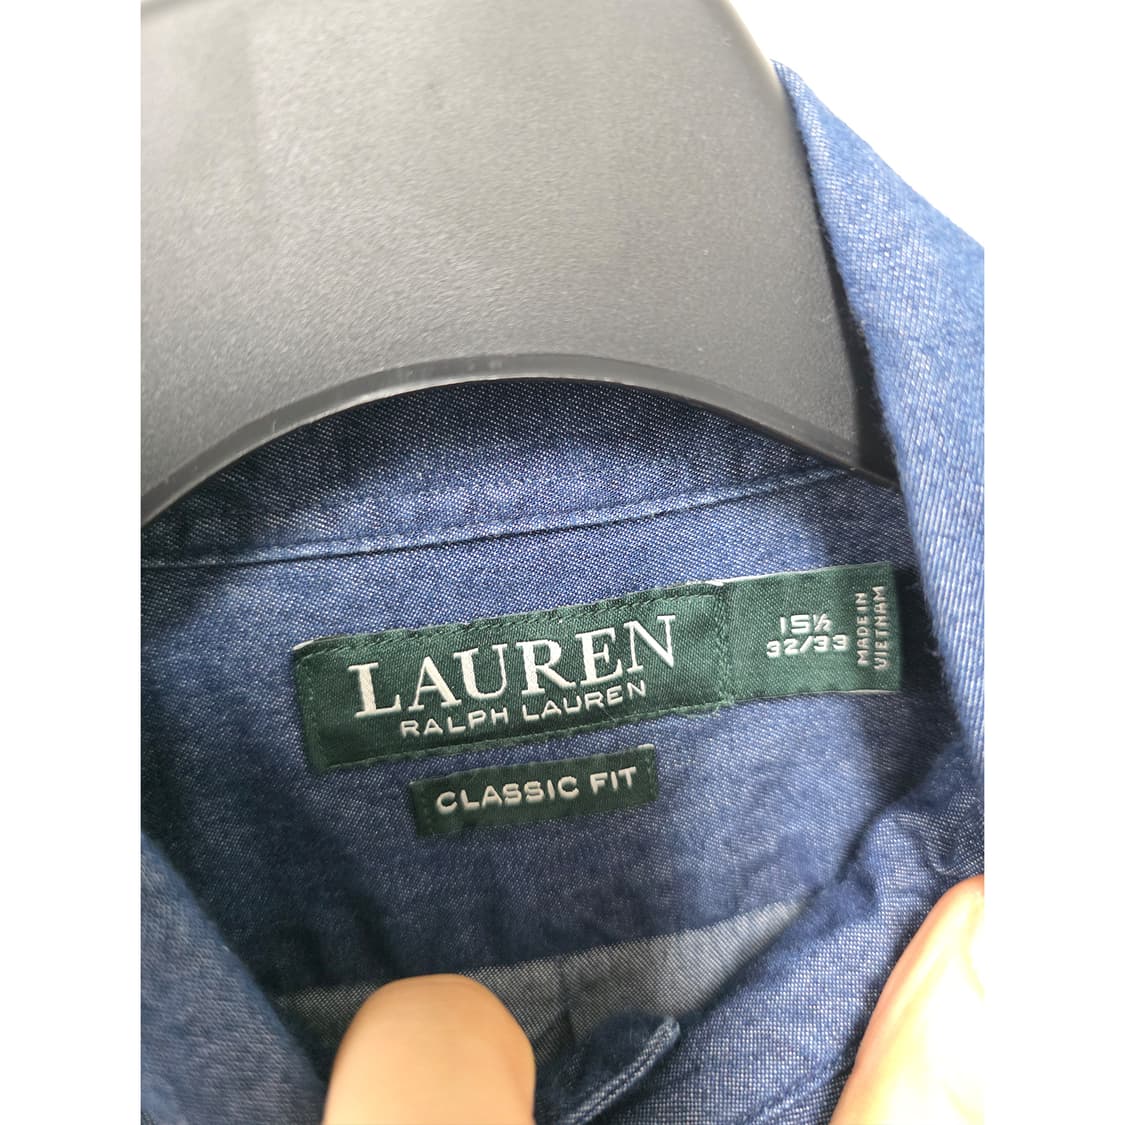 LAUREN
RALPH LAUREN
15½
32/33
MADE IN
VIETNAM
CLASSIC FIT